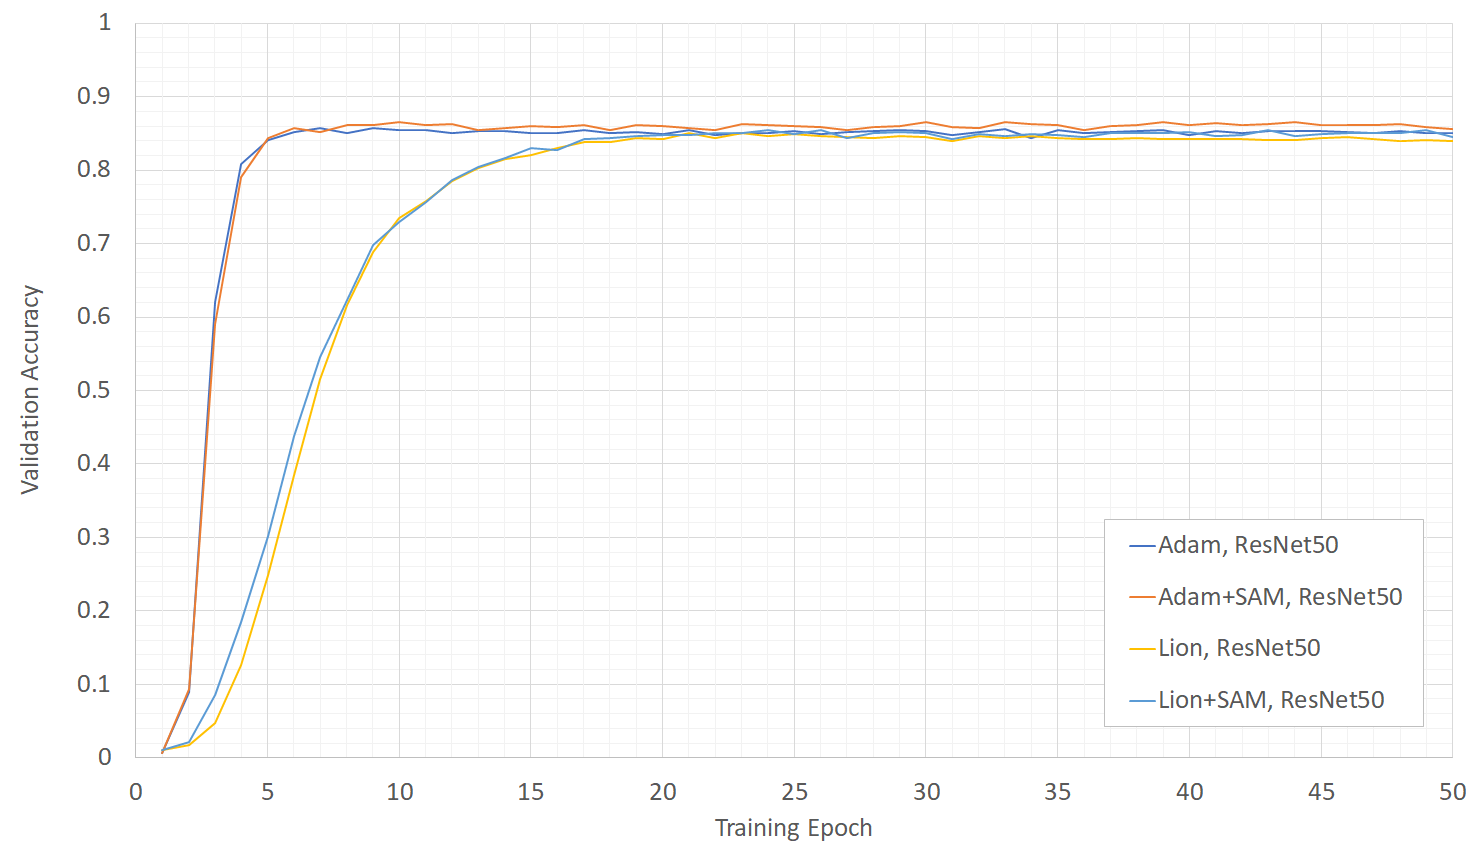 1
0.9
0.8
0.7
0.6
0.5
0.4
0.3
0.2
0.1
0
Validation Accuracy
0 5 10 15 20 25 30 35 40 45 50
Training Epoch
Adam, ResNet50
Adam+SAM, ResNet50
Lion, ResNet50
Lion+SAM, ResNet50